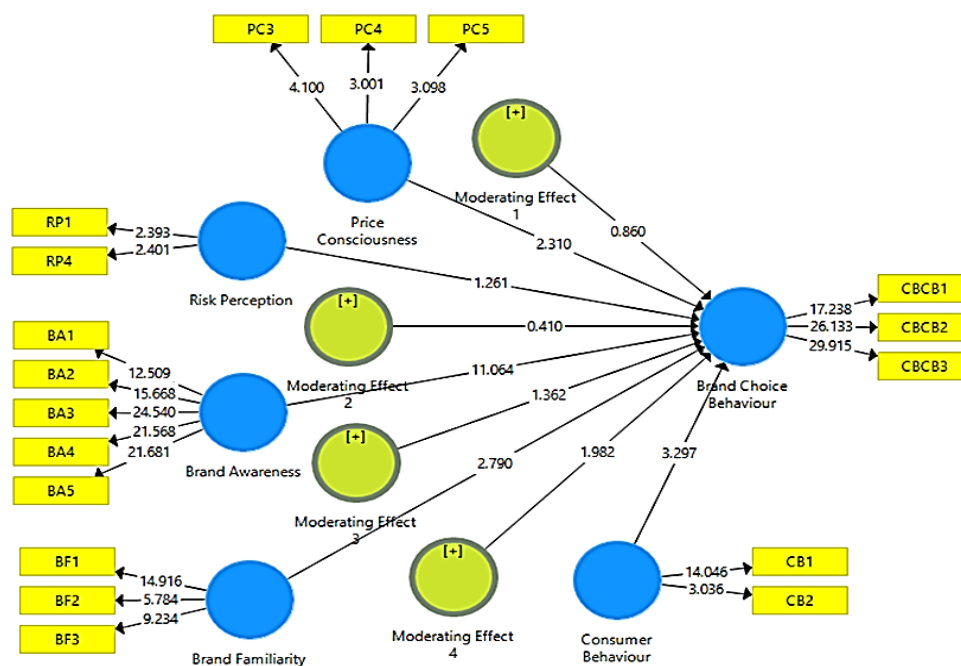 PC3
PC4
PC5
4.100
3.001
3.098
[+]
Moderating Effect
1
Price
Consciousness
0.860
2.310
RP1
RP4
2.393
2.401
Risk Perception
1.261
[+]
Moderating Effect
2
0.410
CBCB1
CBCB2
CBCB3
17.238
26.133
29.915
Brand Choice
Behaviour
BA1
BA2
BA3
BA4
BA5
12.509
15.668
24.540
21.568
21.681
Brand Awareness
11.064
[+]
Moderating Effect
3
1.362
2.790
1.982
3.297
BF1
BF2
BF3
14.916
5.784
9.234
Brand Familiarity
[+]
Moderating Effect
4
Consumer
Behaviour
14.046
3.036
CB1
CB2